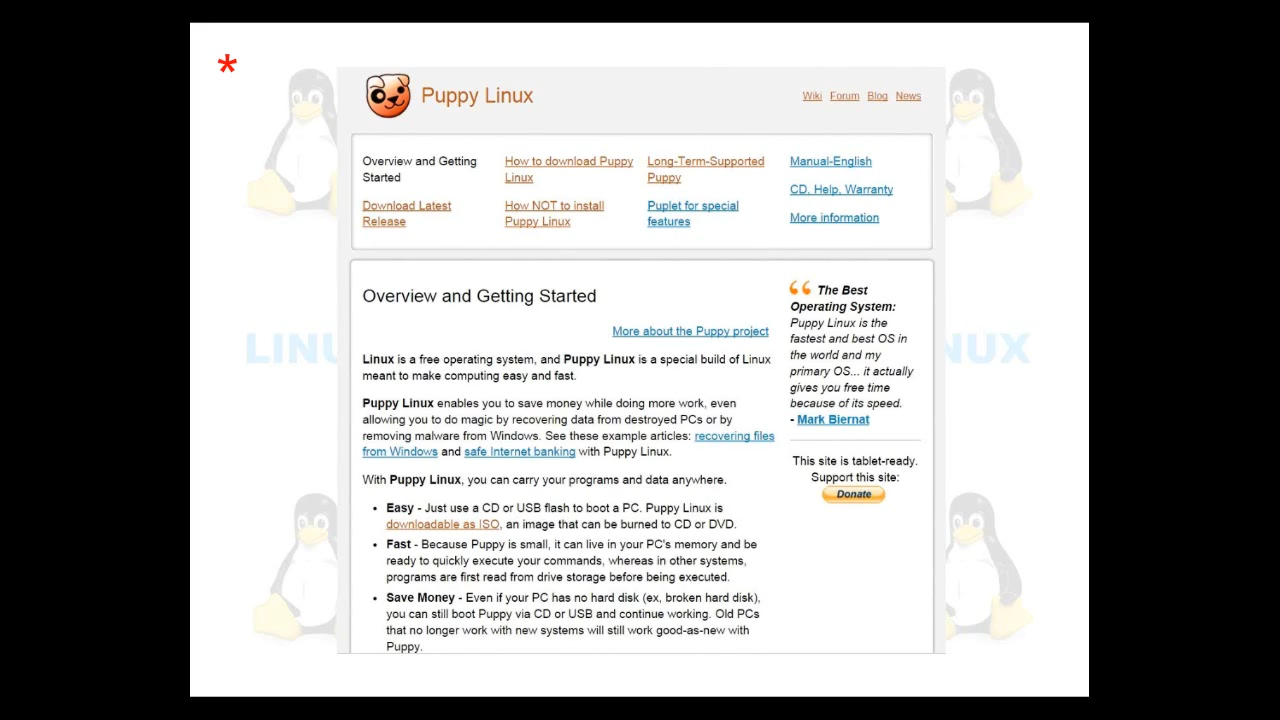 *
Puppy Linux
Wiki Forum Blog News
Overview and Getting
Started
Download Latest
Release
How to download Puppy
Linux
How NOT to install
Puppy Linux
Long-Term-Supported
Puppy
Puplet for special
features
Manual-English
CD, Help, Warranty
More information
Overview and Getting Started
More about the Puppy project
Linux is a free operating system, and Puppy Linux is a special build of Linux
meant to make computing easy and fast.
Puppy Linux enables you to save money while doing more work, even
allowing you to do magic by recovering data from destroyed PCs or by
removing malware from Windows. See these example articles: recovering files
from Windows and safe Internet banking with Puppy Linux.
With Puppy Linux, you can carry your programs and data anywhere.
• Easy - Just use a CD or USB flash to boot a PC. Puppy Linux is
downloadable as ISO, an image that can be burned to CD or DVD.
• Fast - Because Puppy is small, it can live in your PC's memory and be
ready to quickly execute your commands, whereas in other systems,
programs are first read from drive storage before being executed.
• Save Money - Even if your PC has no hard disk (ex, broken hard disk),
you can still boot Puppy via CD or USB and continue working. Old PCs
that no longer work with new systems will still work good-as-new with
Puppy.
“ The Best
Operating System:
Puppy Linux is the
fastest and best OS in
the world and my
primary OS... it actually
gives you free time
because of its speed.
- Mark Biernat
This site is tablet-ready.
Support this site:
Donate
LINU
NUX